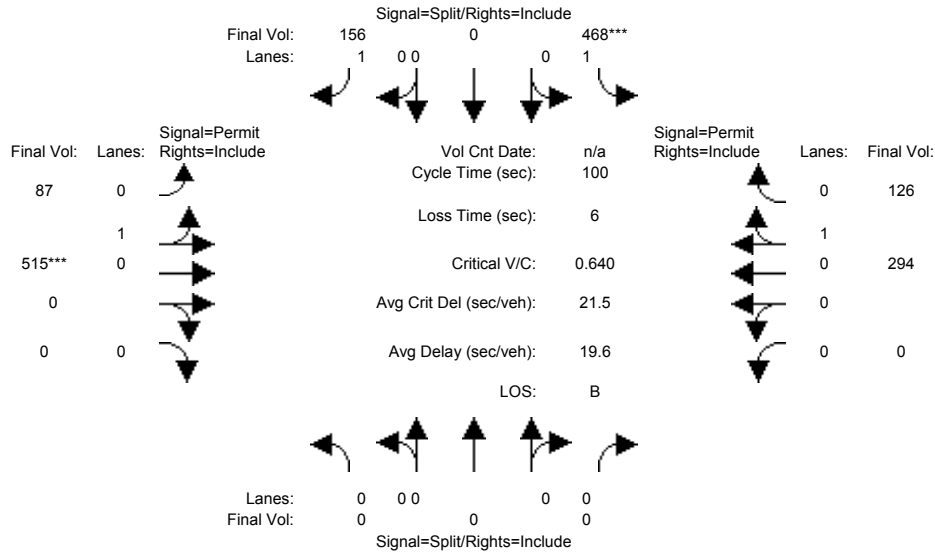 Signal=Split/Rights=Include
Final Vol: 156 0 468***
Lanes: 1 0 0 0 1
Signal=Permit Signal=Permit
Final Vol: Lanes: Rights=Include Vol Cnt Date: n/a Rights=Include Lanes: Final Vol:
Cycle Time (sec): 100
87 0 0 126
Loss Time (sec): 6
1 1
515*** 0 Critical V/C: 0.640 0 294
0 Avg Crit Del (sec/veh): 21.5 0
0 0 Avg Delay (sec/veh): 19.6 0 0
LOS: B
Lanes: 0 0 0 0 0
Final Vol: 0 0 0
Signal=Split/Rights=Include